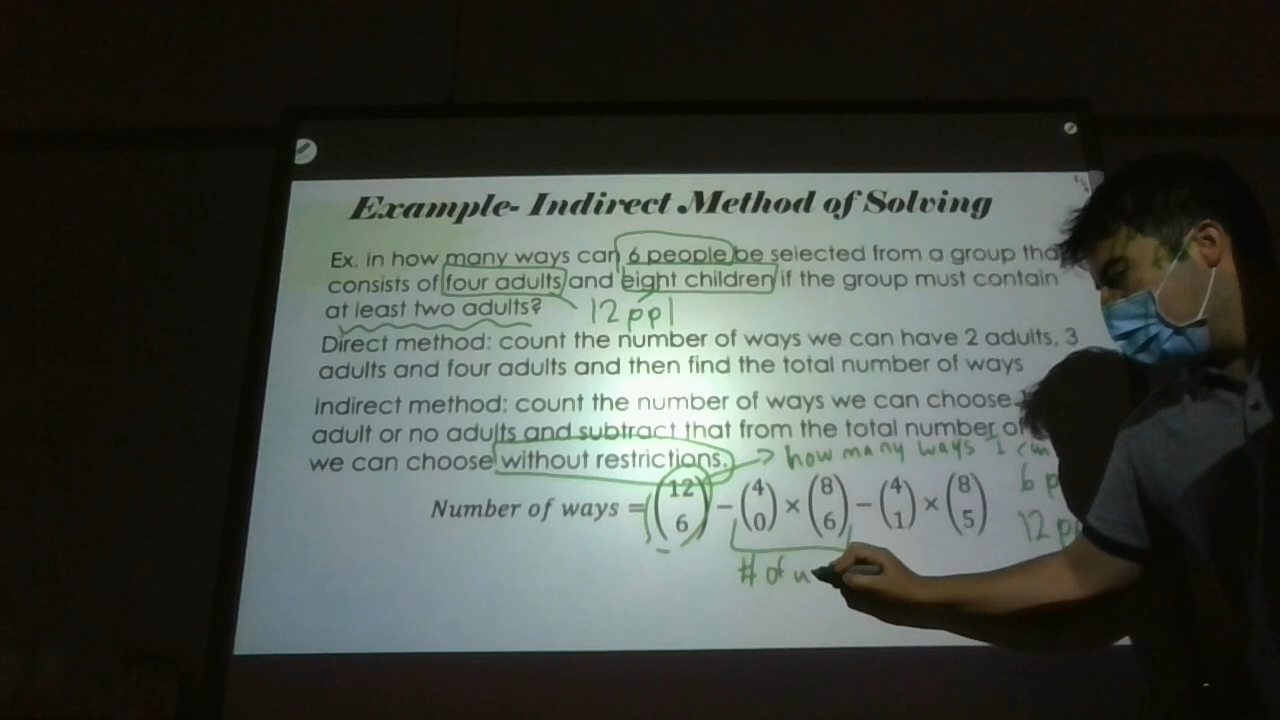 Example- Indirect Method of Solving
Ex. in how many ways can 6 people be selected from a group tha
consists of four adults and eight children if the group must contain
at least two adults?
12 ppl
Direct method: count the number of ways we can have 2 adults, 3
adults and four adults and then find the total number of ways
Indirect method: count the number of ways we can choose
adult or no adults and subtract that from the total number of
we can choose without restrictions.
→ how many ways I can
6 p
12 pp
Number of ways = (12 6) − (4 0) × (8 6) − (4 1) × (8 5)
# of w